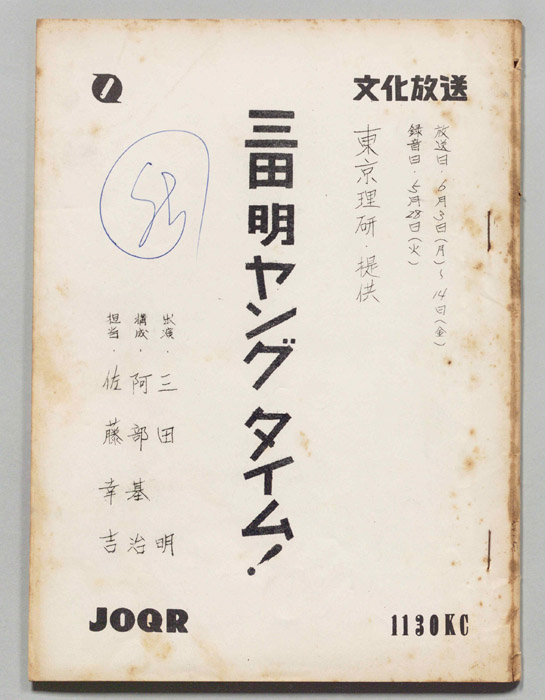 文化放送
放送日・6月3日(月)〜14日(金)
録音日・5月28日(火)
東京理研・提供
三田明ヤングタイム!
出演・三田明
構成・阿部基治
担当・佐藤幸吉
JOQR
1130KC